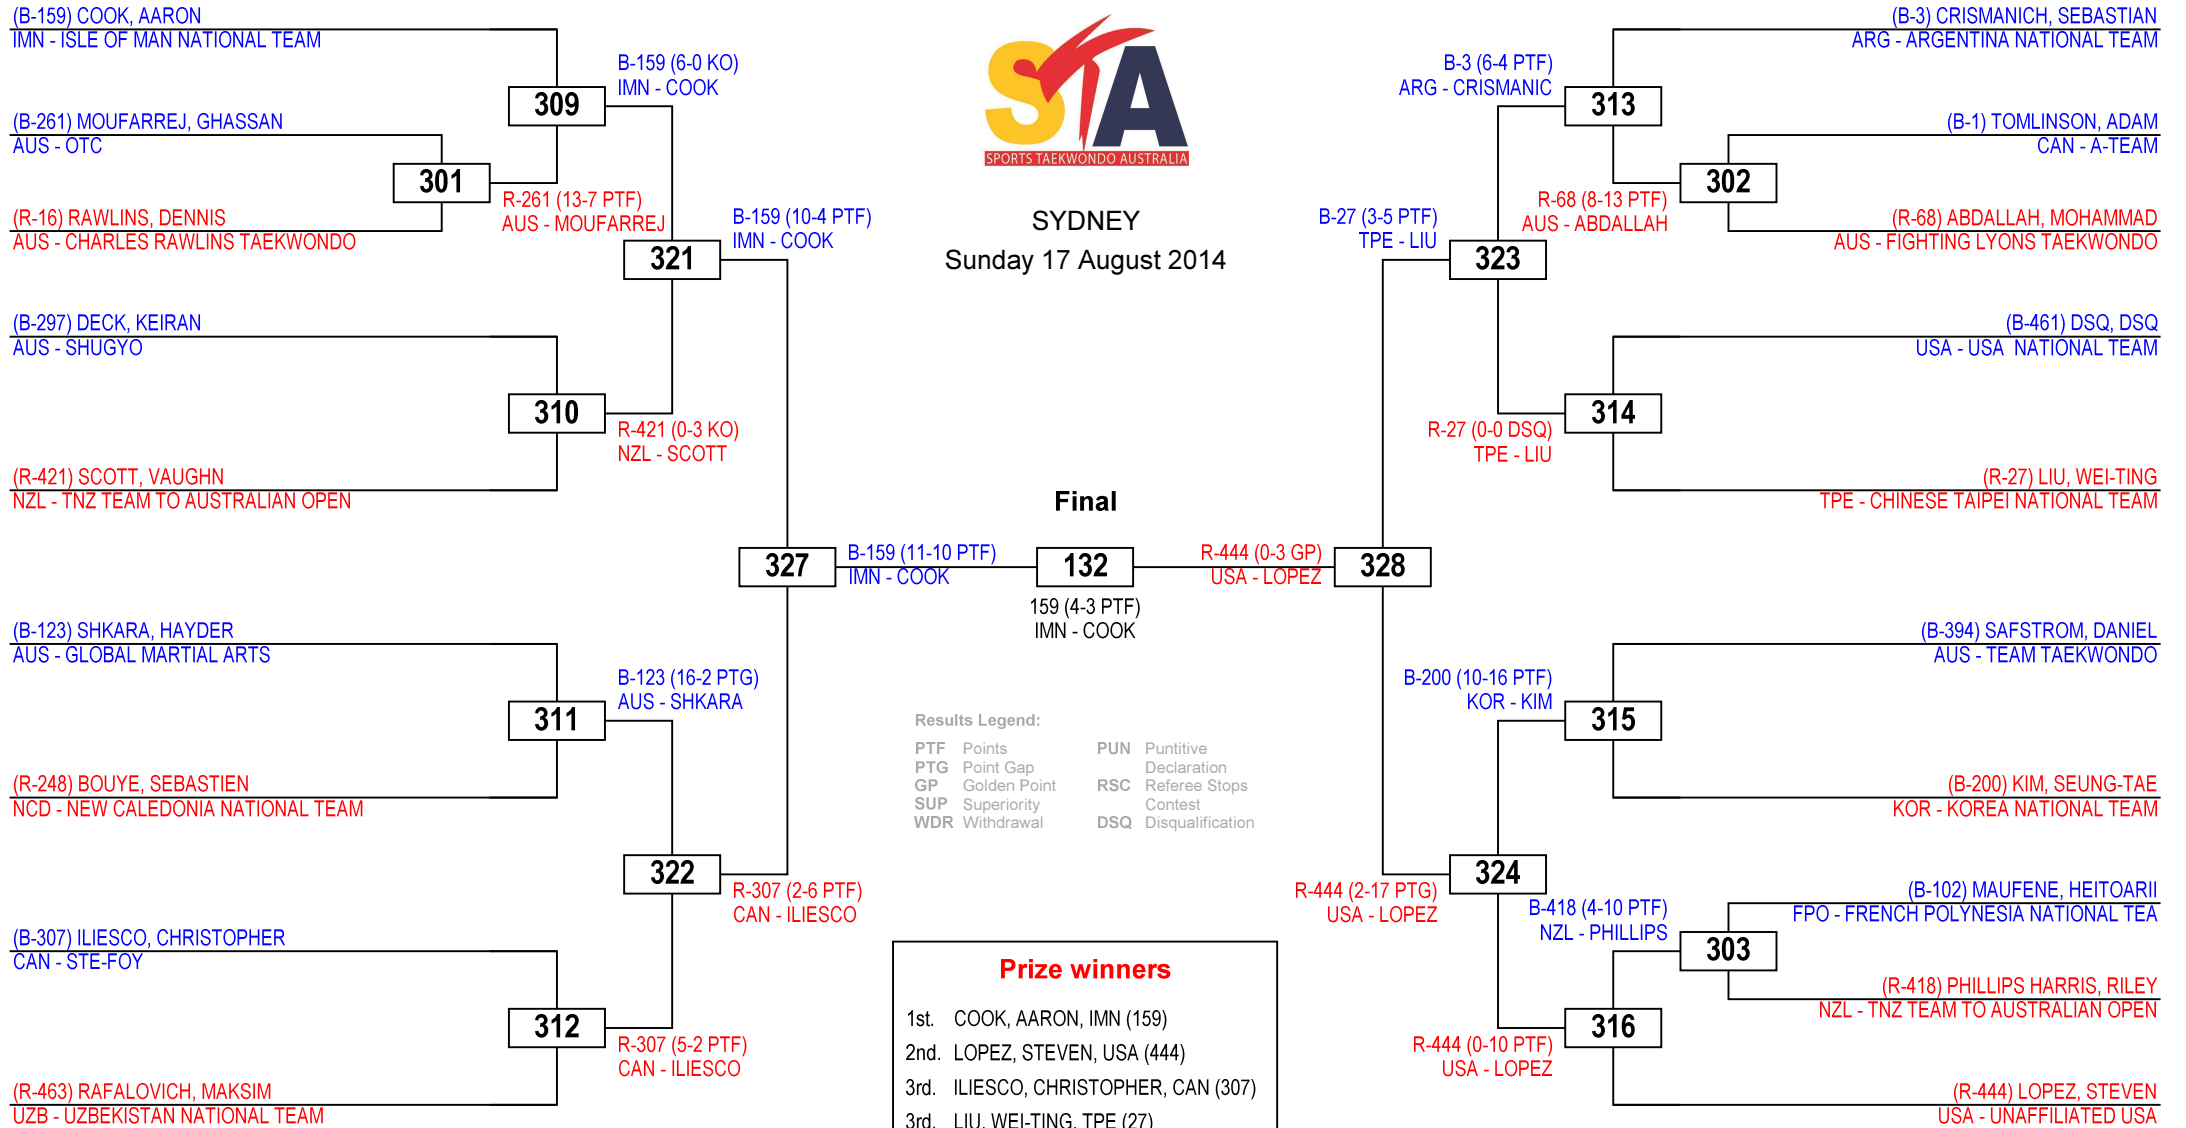 (B-159) COOK, AARON
IMN - ISLE OF MAN NATIONAL TEAM
B-159 (6-0 KO)
IMN - COOK
309
(B-261) MOUFARREJ, GHASSAN
AUS - OTC
301
R-261 (13-7 PTF)
AUS - MOUFARREJ
(R-16) RAWLINS, DENNIS
AUS - CHARLES RAWLINS TAEKWONDO
B-159 (10-4 PTF)
IMN - COOK
321
(B-297) DECK, KEIRAN
AUS - SHUGYO
310
R-421 (0-3 KO)
NZL - SCOTT
(R-421) SCOTT, VAUGHN
NZL - TNZ TEAM TO AUSTRALIAN OPEN
327
B-159 (11-10 PTF)
IMN - COOK
(B-123) SHKARA, HAYDER
AUS - GLOBAL MARTIAL ARTS
B-123 (16-2 PTG)
AUS - SHKARA
311
(R-248) BOUYE, SEBASTIEN
NCD - NEW CALEDONIA NATIONAL TEAM
322
R-307 (2-6 PTF)
CAN - ILIESCO
(B-307) ILIESCO, CHRISTOPHER
CAN - STE-FOY
312
R-307 (5-2 PTF)
CAN - ILIESCO
(R-463) RAFALOVICH, MAKSIM
UZB - UZBEKISTAN NATIONAL TEAM
STA
SPORTS TAEKWONDO AUSTRALIA
SYDNEY
Sunday 17 August 2014
Final
132
159 (4-3 PTF)
IMN - COOK
Results Legend:
PTF Points
PTG Point Gap
GP Golden Point
SUP Superiority
WDR Withdrawal
PUN Puntitive
Declaration
RSC Referee Stops
Contest
DSQ Disqualification
Prize winners
1st. COOK, AARON, IMN (159)
2nd. LOPEZ, STEVEN, USA (444)
3rd. ILIESCO, CHRISTOPHER, CAN (307)
3rd. LIU, WEI-TING, TPE (27)
(B-3) CRISMANICH, SEBASTIAN
ARG - ARGENTINA NATIONAL TEAM
B-3 (6-4 PTF)
ARG - CRISMANIC
313
(B-1) TOMLINSON, ADAM
CAN - A-TEAM
302
R-68 (8-13 PTF)
AUS - ABDALLAH
(R-68) ABDALLAH, MOHAMMAD
AUS - FIGHTING LYONS TAEKWONDO
B-27 (3-5 PTF)
TPE - LIU
323
(B-461) DSQ, DSQ
USA - USA NATIONAL TEAM
314
R-27 (0-0 DSQ)
TPE - LIU
(R-27) LIU, WEI-TING
TPE - CHINESE TAIPEI NATIONAL TEAM
R-444 (0-3 GP)
USA - LOPEZ
328
(B-394) SAFSTROM, DANIEL
AUS - TEAM TAEKWONDO
B-200 (10-16 PTF)
KOR - KIM
315
(B-200) KIM, SEUNG-TAE
KOR - KOREA NATIONAL TEAM
324
R-444 (2-17 PTG)
USA - LOPEZ
(B-102) MAUFENE, HEITOARII
FPO - FRENCH POLYNESIA NATIONAL TEA
B-418 (4-10 PTF)
NZL - PHILLIPS
303
(R-418) PHILLIPS HARRIS, RILEY
NZL - TNZ TEAM TO AUSTRALIAN OPEN
316
R-444 (0-10 PTF)
USA - LOPEZ
(R-444) LOPEZ, STEVEN
USA - UNAFFILIATED USA